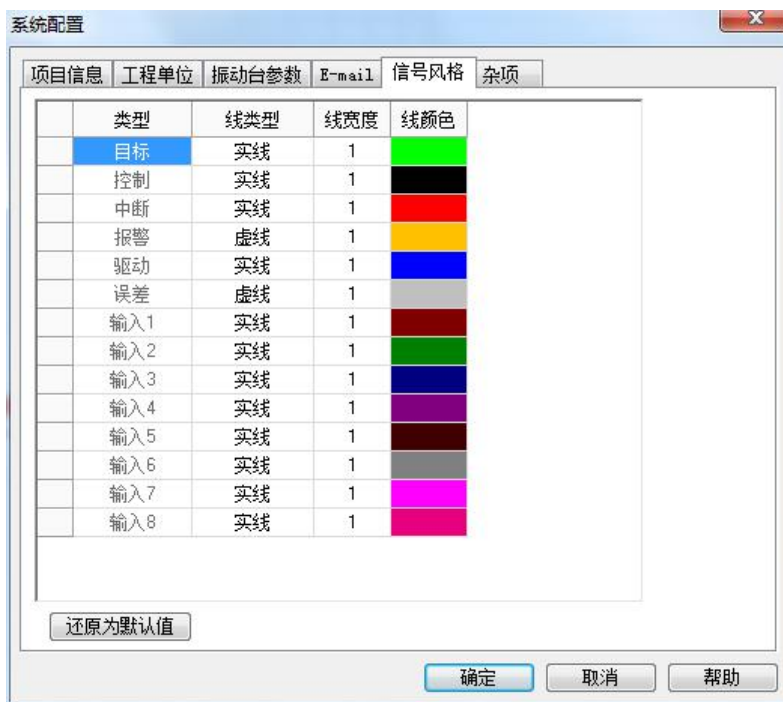 系统配置
项目信息 工程单位 振动台参数 E-mail 信号风格 杂项
类型 线类型 线宽度 线颜色
目标 实线 1
控制 实线 1
中断 实线 1
报警 虚线 1
驱动 实线 1
误差 虚线 1
输入1 实线 1
输入2 实线 1
输入3 实线 1
输入4 实线 1
输入5 实线 1
输入6 实线 1
输入7 实线 1
输入8 实线 1
还原为默认值
确定 取消 帮助